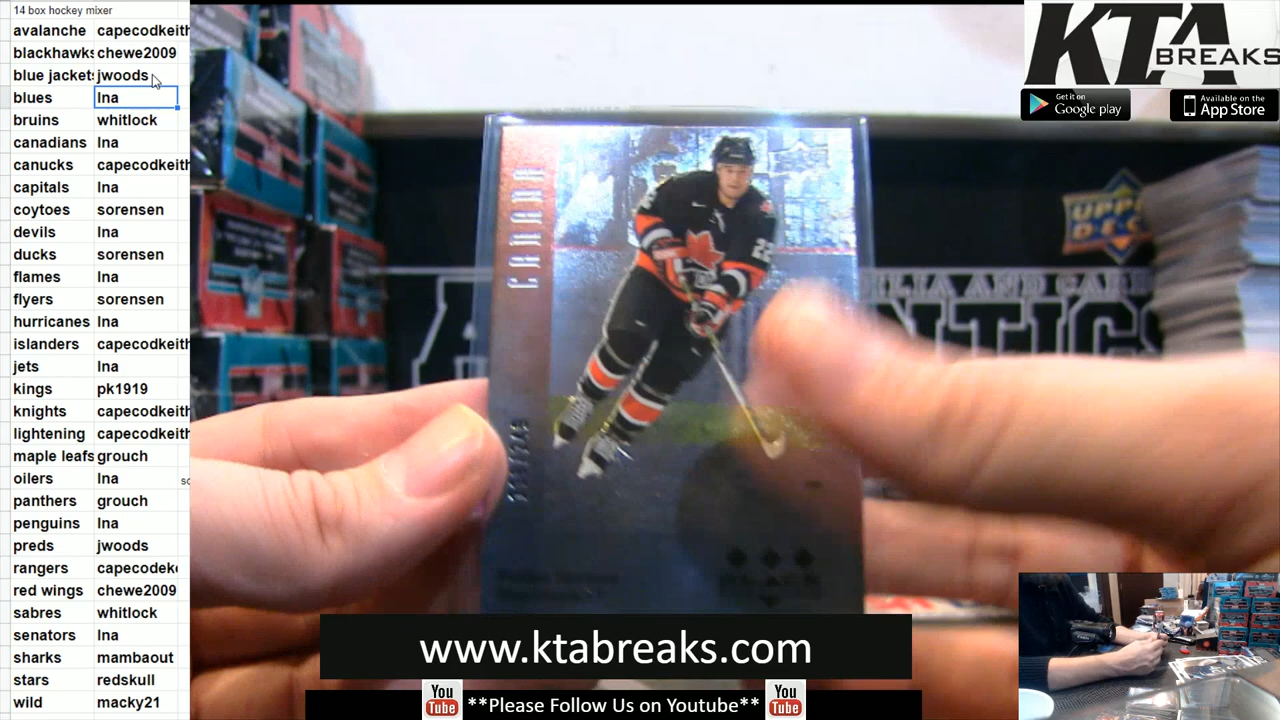 14 box hockey mixer
avalanche capecodkeith
blackhawks chewe2009
blue jackets jwoods
blues lna
bruins whitlock
canadians lna
canucks capecodkeith
capitals lna
coytoes sorensen
devils lna
ducks sorensen
flames lna
flyers sorensen
hurricanes lna
islanders capecodkeith
jets lna
kings pk1919
knights capecodkeith
lightening capecodkeith
maple leafs grouch
oilers lna
panthers grouch
penguins lna
preds jwoods
rangers capecodeke
red wings chewe2009
sabres whitlock
senators lna
sharks mambaout
stars redskull
wild macky21
KTA
BREAKS
Get it on
Google play
Available on the
App Store
CANADA
22
UPPE
DEC
www.ktabreaks.com
You
Tube
**Please Follow Us on Youtube**
You
Tube